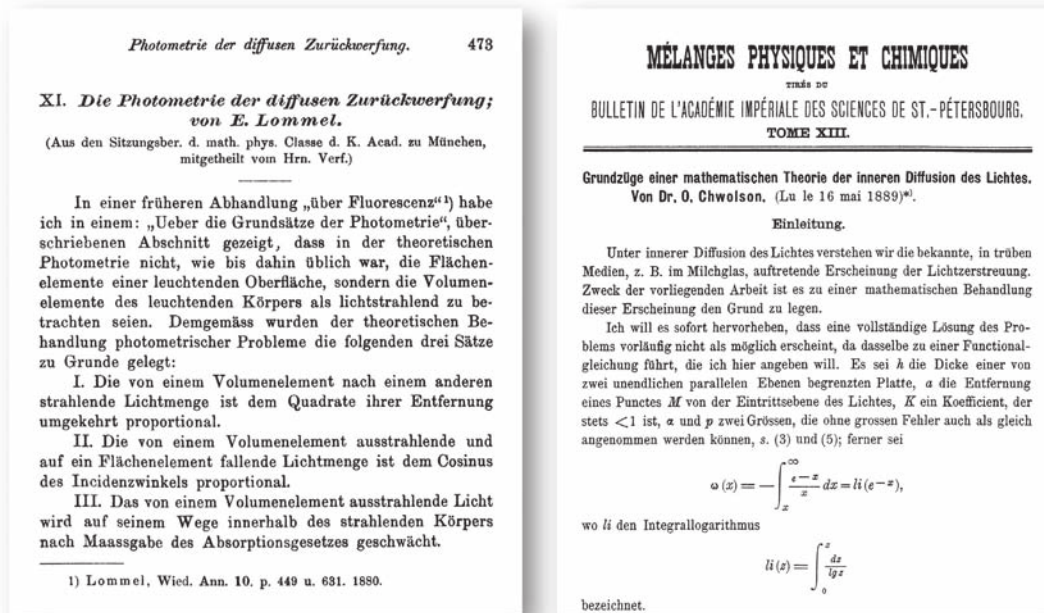 Photometrie der diffusen Zurückwerfung. 473
XI. Die Photometrie der diffusen Zurückwerfung;
von E. Lommel.
(Aus den Sitzungsber. d. math. phys. Classe d. K. Acad. zu München,
mitgetheilt vom Hrn. Verf.)
In einer früheren Abhandlung „über Fluorescenz“ ¹) habe
ich in einem: „Ueber die Grundsätze der Photometrie“, über-
schriebenen Abschnitt gezeigt, dass in der theoretischen
Photometrie nicht, wie bis dahin üblich war, die Flächen-
elemente einer leuchtenden Oberfläche, sondern die Volumen-
elemente des leuchtenden Körpers als lichtstrahlend zu be-
trachten seien. Demgemäss wurden der theoretischen Be-
handlung photometrischer Probleme die folgenden drei Sätze
zu Grunde gelegt:
I. Die von einem Volumenelement nach einem anderen
strahlende Lichtmenge ist dem Quadrate ihrer Entfernung
umgekehrt proportional.
II. Die von einem Volumenelement ausstrahlende und
auf ein Flächenelement fallende Lichtmenge ist dem Cosinus
des Incidenzwinkels proportional.
III. Das von einem Volumenelement ausstrahlende Licht
wird auf seinem Wege innerhalb des strahlenden Körpers
nach Maassgabe des Absorptionsgesetzes geschwächt.
1) Lommel, Wied. Ann. 10. p. 449 u. 631. 1880.
MÉLANGES PHYSIQUES ET CHIMIQUES
TIRÉS DU
BULLETIN DE L'ACADÉMIE IMPÉRIALE DES SCIENCES DE ST.-PÉTERSBOURG.
TOME XIII.
Grundzüge einer mathematischen Theorie der inneren Diffusion des Lichtes.
Von Dr. O. Chwolson. (Lu le 16 mai 1889)*).
Einleitung.
Unter innerer Diffusion des Lichtes verstehen wir die bekannte, in trüben
Medien, z. B. im Milchglas, auftretende Erscheinung der Lichtzerstreuung.
Zweck der vorliegenden Arbeit ist es zu einer mathematischen Behandlung
dieser Erscheinung den Grund zu legen.
Ich will es sofort hervorheben, dass eine vollständige Lösung des Pro-
blems vorläufig nicht als möglich erscheint, da dasselbe zu einer Functional-
gleichung führt, die ich hier angeben will. Es sei h die Dicke einer von
zwei unendlichen parallelen Ebenen begrenzten Platte, a die Entfernung
eines Punctes M von der Eintrittsebene des Lichtes, K ein Koefficient, der
stets <1 ist, α und p zwei Grössen, die ohne grossen Fehler auch als gleich
angenommen werden können, s. (3) und (5); ferner sei
ω(x) = −∫ₓ^∞ e^{−x}/x dx = li(e^{−x}),
wo li den Integrallogarithmus
li(z) = ∫₀^z dz/lg z
bezeichnet.